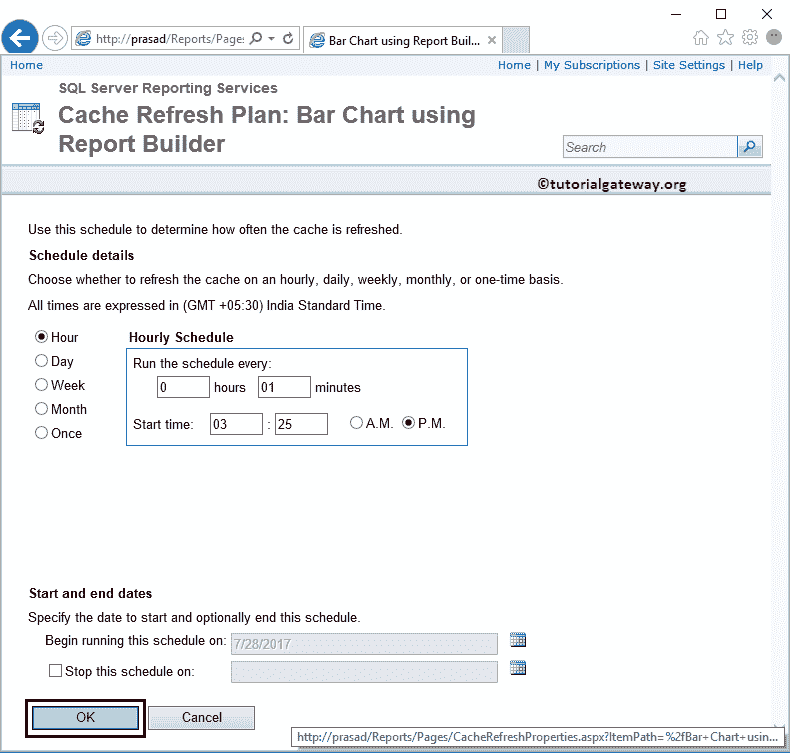 http://prasad/Reports/Page:
Bar Chart using Report Buil...
Home
Home | My Subscriptions | Site Settings | Help
SQL Server Reporting Services
Cache Refresh Plan: Bar Chart using
Report Builder
Search
©tutorialgateway.org
Use this schedule to determine how often the cache is refreshed.
Schedule details
Choose whether to refresh the cache on an hourly, daily, weekly, monthly, or one-time basis.
All times are expressed in (GMT +05:30) India Standard Time.
Hour
Day
Week
Month
Once
Hourly Schedule
Run the schedule every:
0 hours 01 minutes
Start time: 03 : 25 A.M. P.M.
Start and end dates
Specify the date to start and optionally end this schedule.
Begin running this schedule on: 7/28/2017
Stop this schedule on:
OK Cancel
http://prasad/Reports/Pages/CacheRefreshProperties.aspx?ItemPath=%2fBar+Chart+usin...